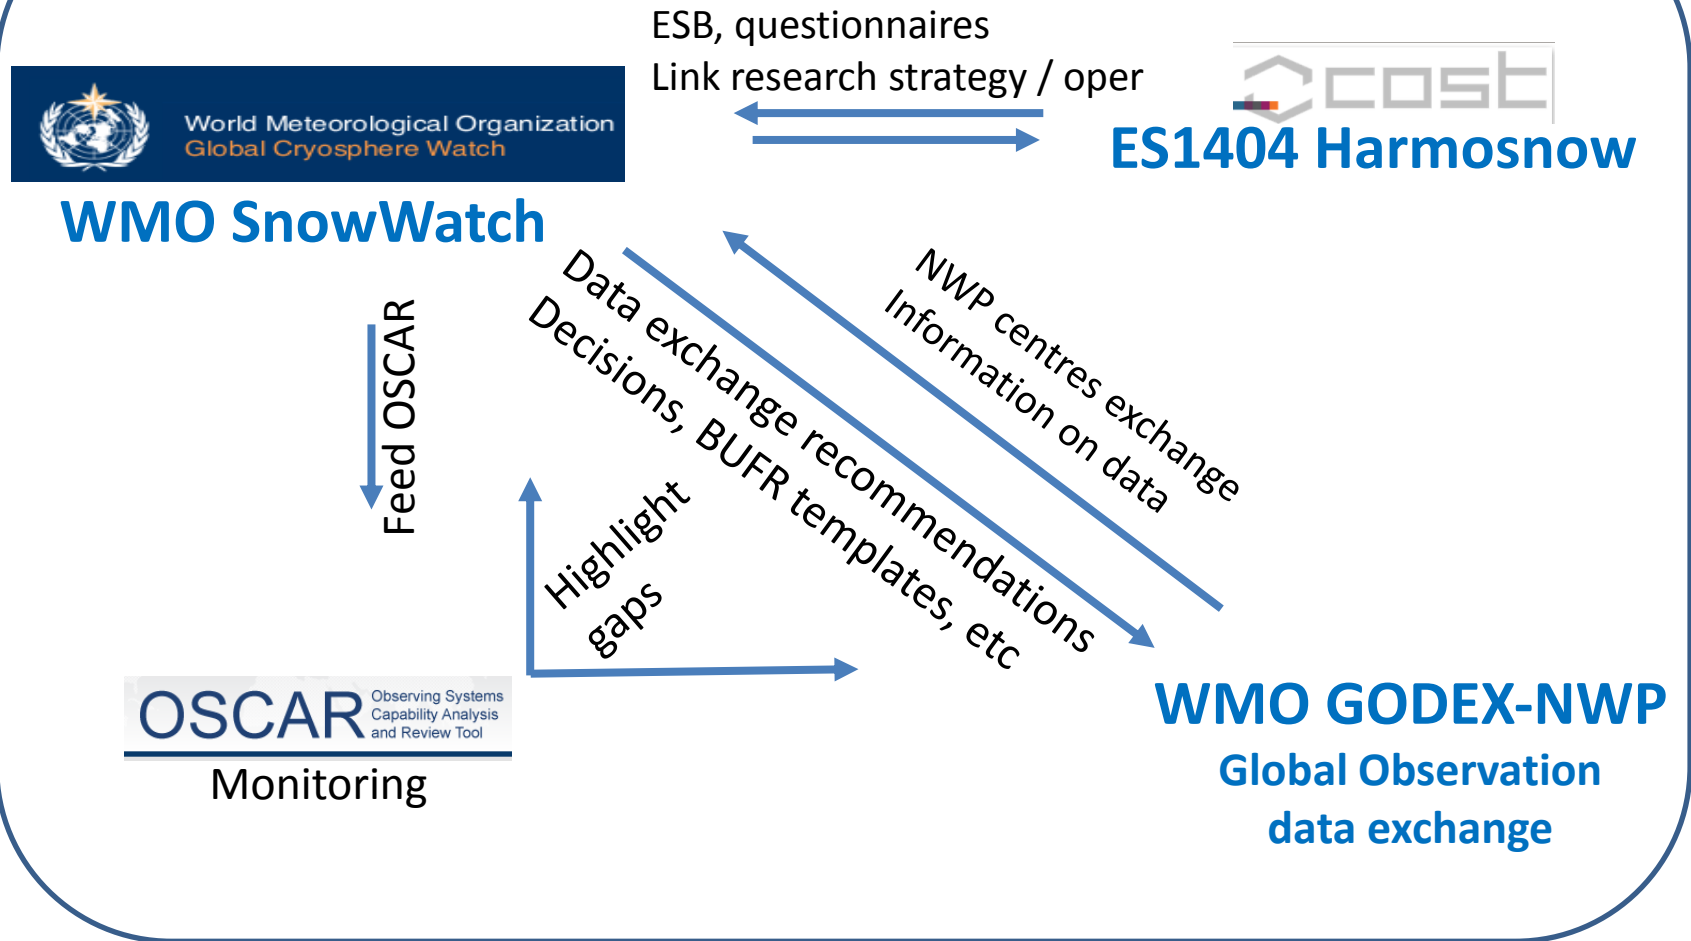 ESB, questionnaires
Link research strategy / oper
World Meteorological Organization
Global Cryosphere Watch
cost
ES1404 Harmosnow
WMO SnowWatch
NWP centres exchange
Information on data
Data exchange recommendations
Decisions, BUFR templates, etc
Feed OSCAR
Highlight
gaps
OSCAR
Observing Systems
Capability Analysis
and Review Tool
Monitoring
WMO GODEX-NWP
Global Observation
data exchange